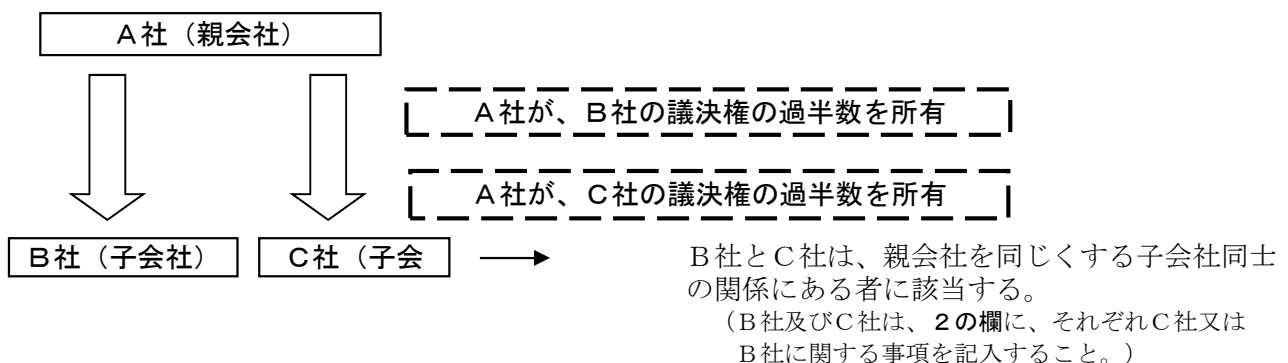 A社（親会社）
A社が、B社の議決権の過半数を所有
A社が、C社の議決権の過半数を所有
B社（子会社）
C社（子会
B社とC社は、親会社を同じくする子会社同士
の関係にある者に該当する。
（B社及びC社は、２の欄に、それぞれC社又は
B社に関する事項を記入すること。）